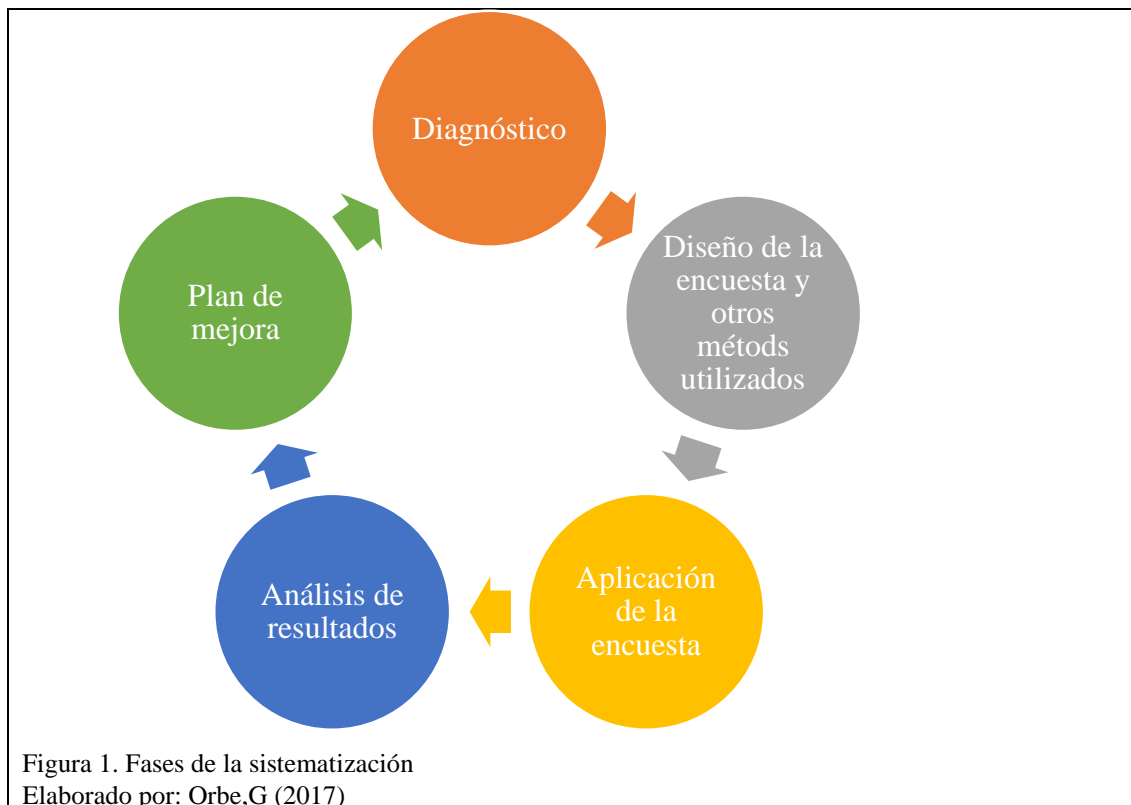 Diagnóstico
Diseño de la
encuesta y
otros
métods
utilizados
Aplicación
de la
encuesta
Análisis de
resultados
Plan de
mejora
Figura 1. Fases de la sistematización
Elaborado por: Orbe,G (2017)